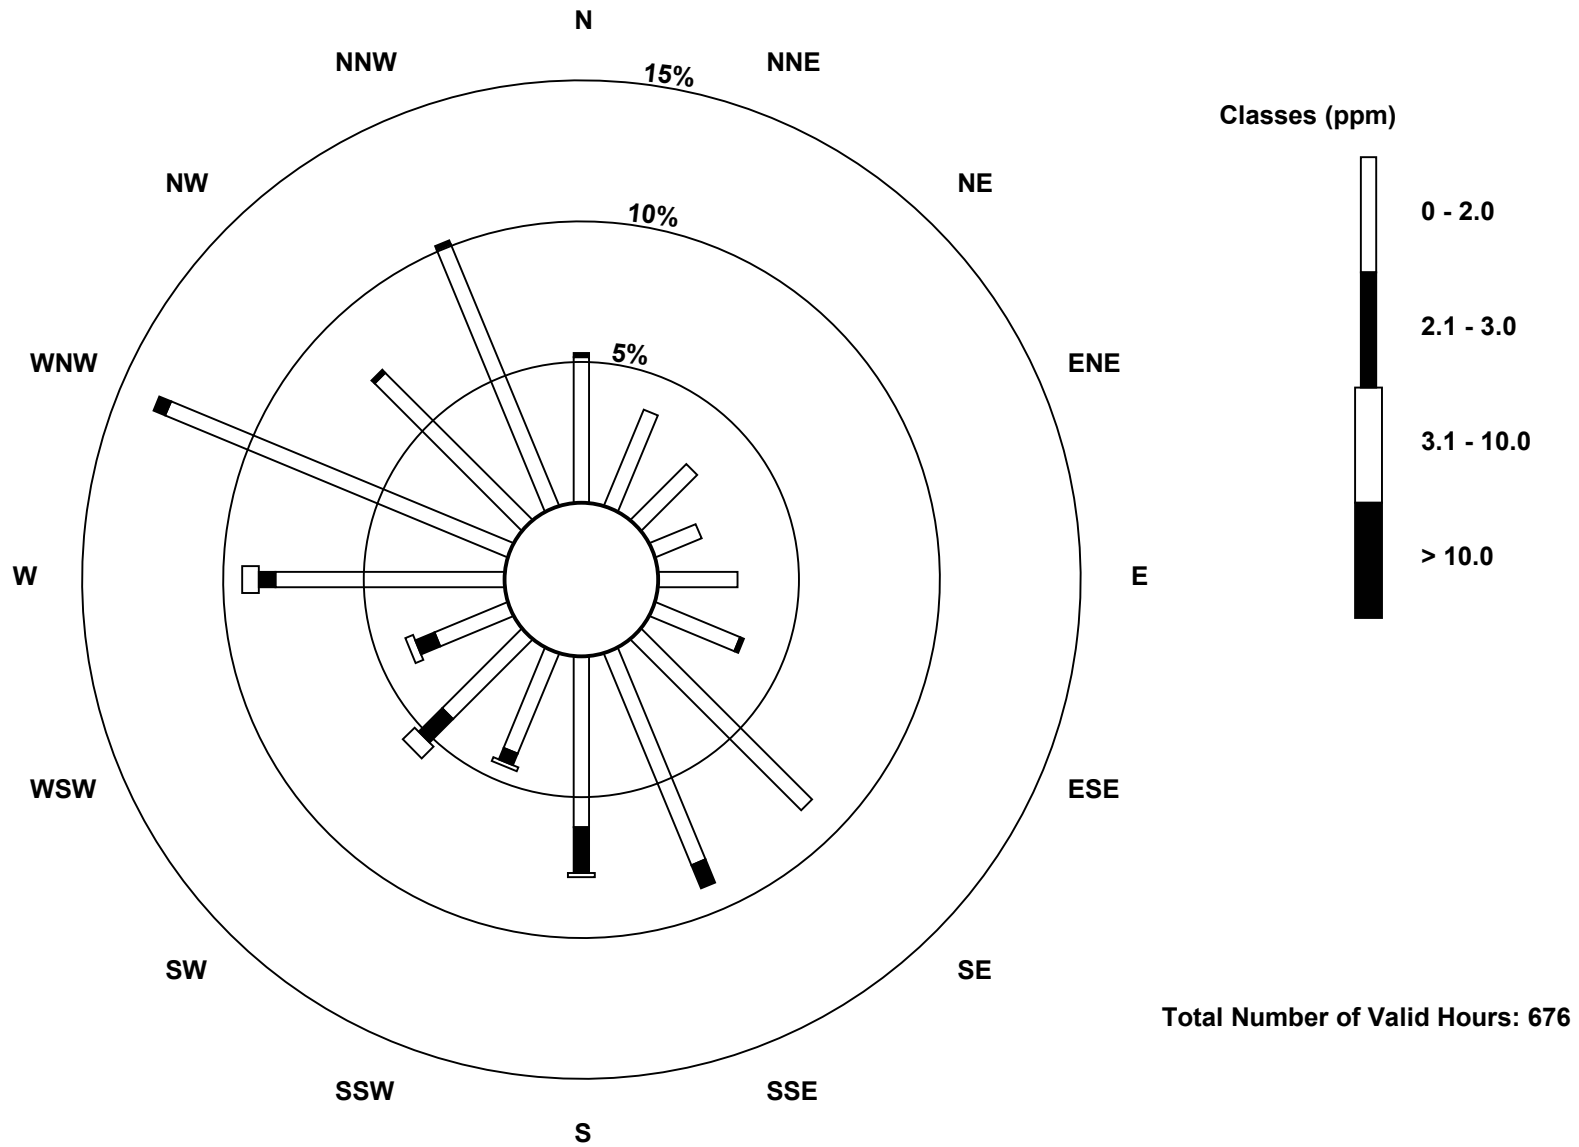 N
NNW
NNE
15%
Classes (ppm)
NW
NE
10%
0 - 2.0
2.1 - 3.0
5%
WNW
ENE
3.1 - 10.0
> 10.0
W
E
WSW
ESE
SW
SE
Total Number of Valid Hours: 676
SSW
SSE
S